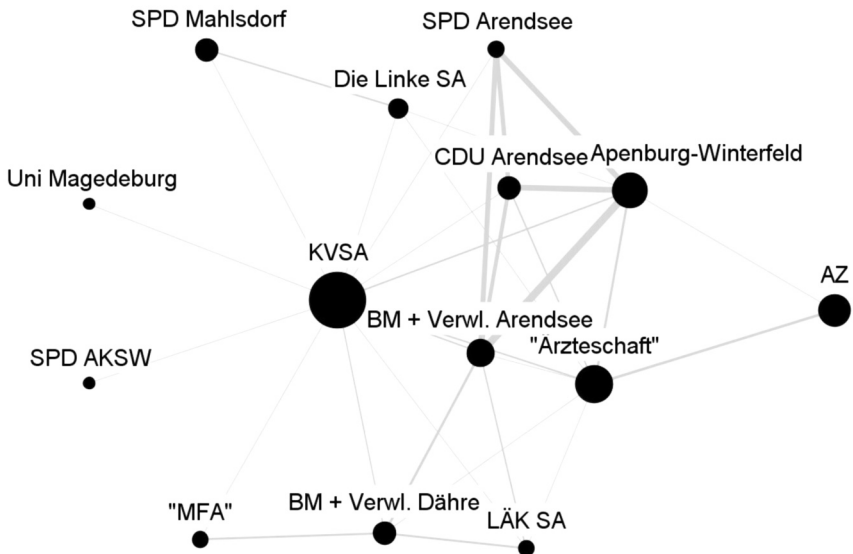 SPD Mahlsdorf
SPD Arendsee
Die Linke SA
CDU Arendsee
Apenburg-Winterfeld
Uni Magedeburg
KVSA
AZ
BM + Verwl. Arendsee
"Ärzteschaft"
SPD AKSW
"MFA"
BM + Verwl. Dähre
LÄK SA